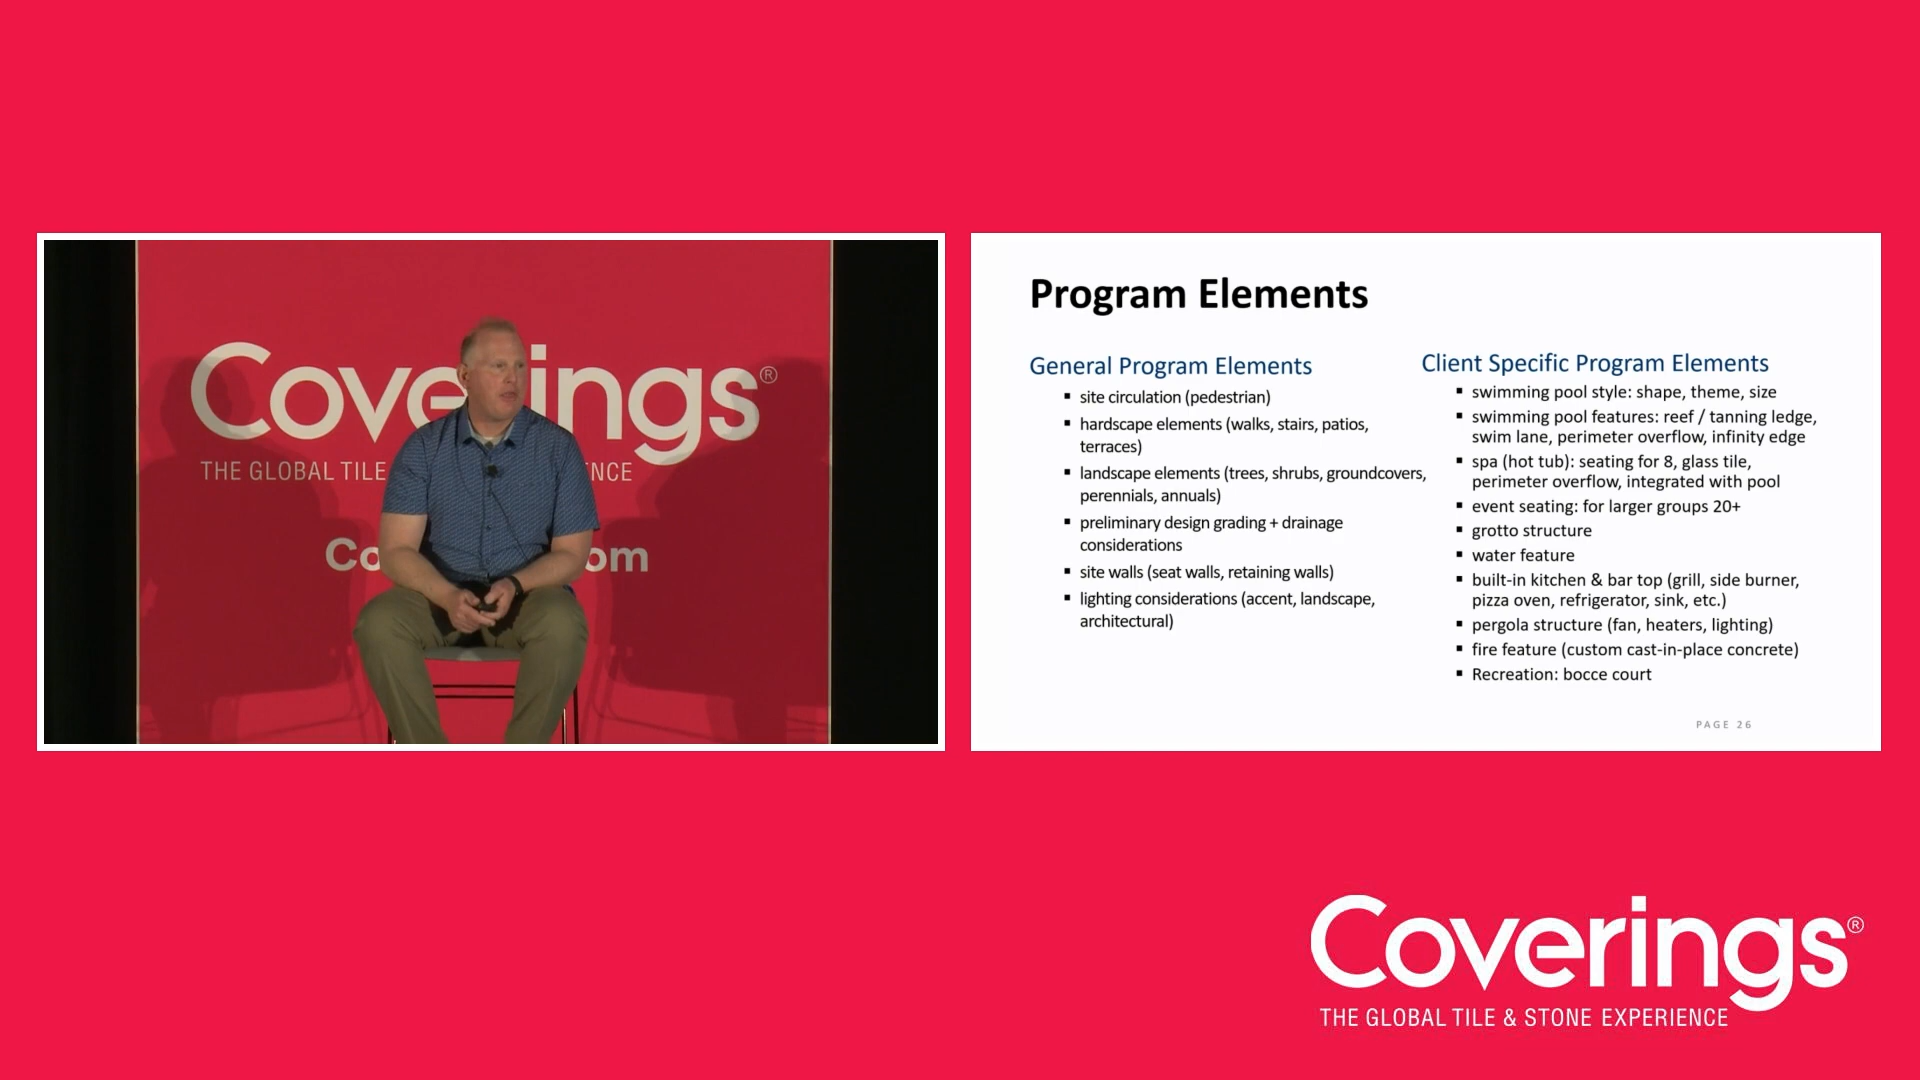 Coverings®
THE GLOBAL TILE
NCE
Co
om
Program Elements
General Program Elements
▪ site circulation (pedestrian)
▪ hardscape elements (walks, stairs, patios,
terraces)
▪ landscape elements (trees, shrubs, groundcovers,
perennials, annuals)
▪ preliminary design grading + drainage
considerations
▪ site walls (seat walls, retaining walls)
▪ lighting considerations (accent, landscape,
architectural)
Client Specific Program Elements
▪ swimming pool style: shape, theme, size
▪ swimming pool features: reef / tanning ledge,
swim lane, perimeter overflow, infinity edge
▪ spa (hot tub): seating for 8, glass tile,
perimeter overflow, integrated with pool
▪ event seating: for larger groups 20+
▪ grotto structure
▪ water feature
▪ built-in kitchen & bar top (grill, side burner,
pizza oven, refrigerator, sink, etc.)
▪ pergola structure (fan, heaters, lighting)
▪ fire feature (custom cast-in-place concrete)
▪ Recreation: bocce court
PAGE 26
Coverings®
THE GLOBAL TILE & STONE EXPERIENCE